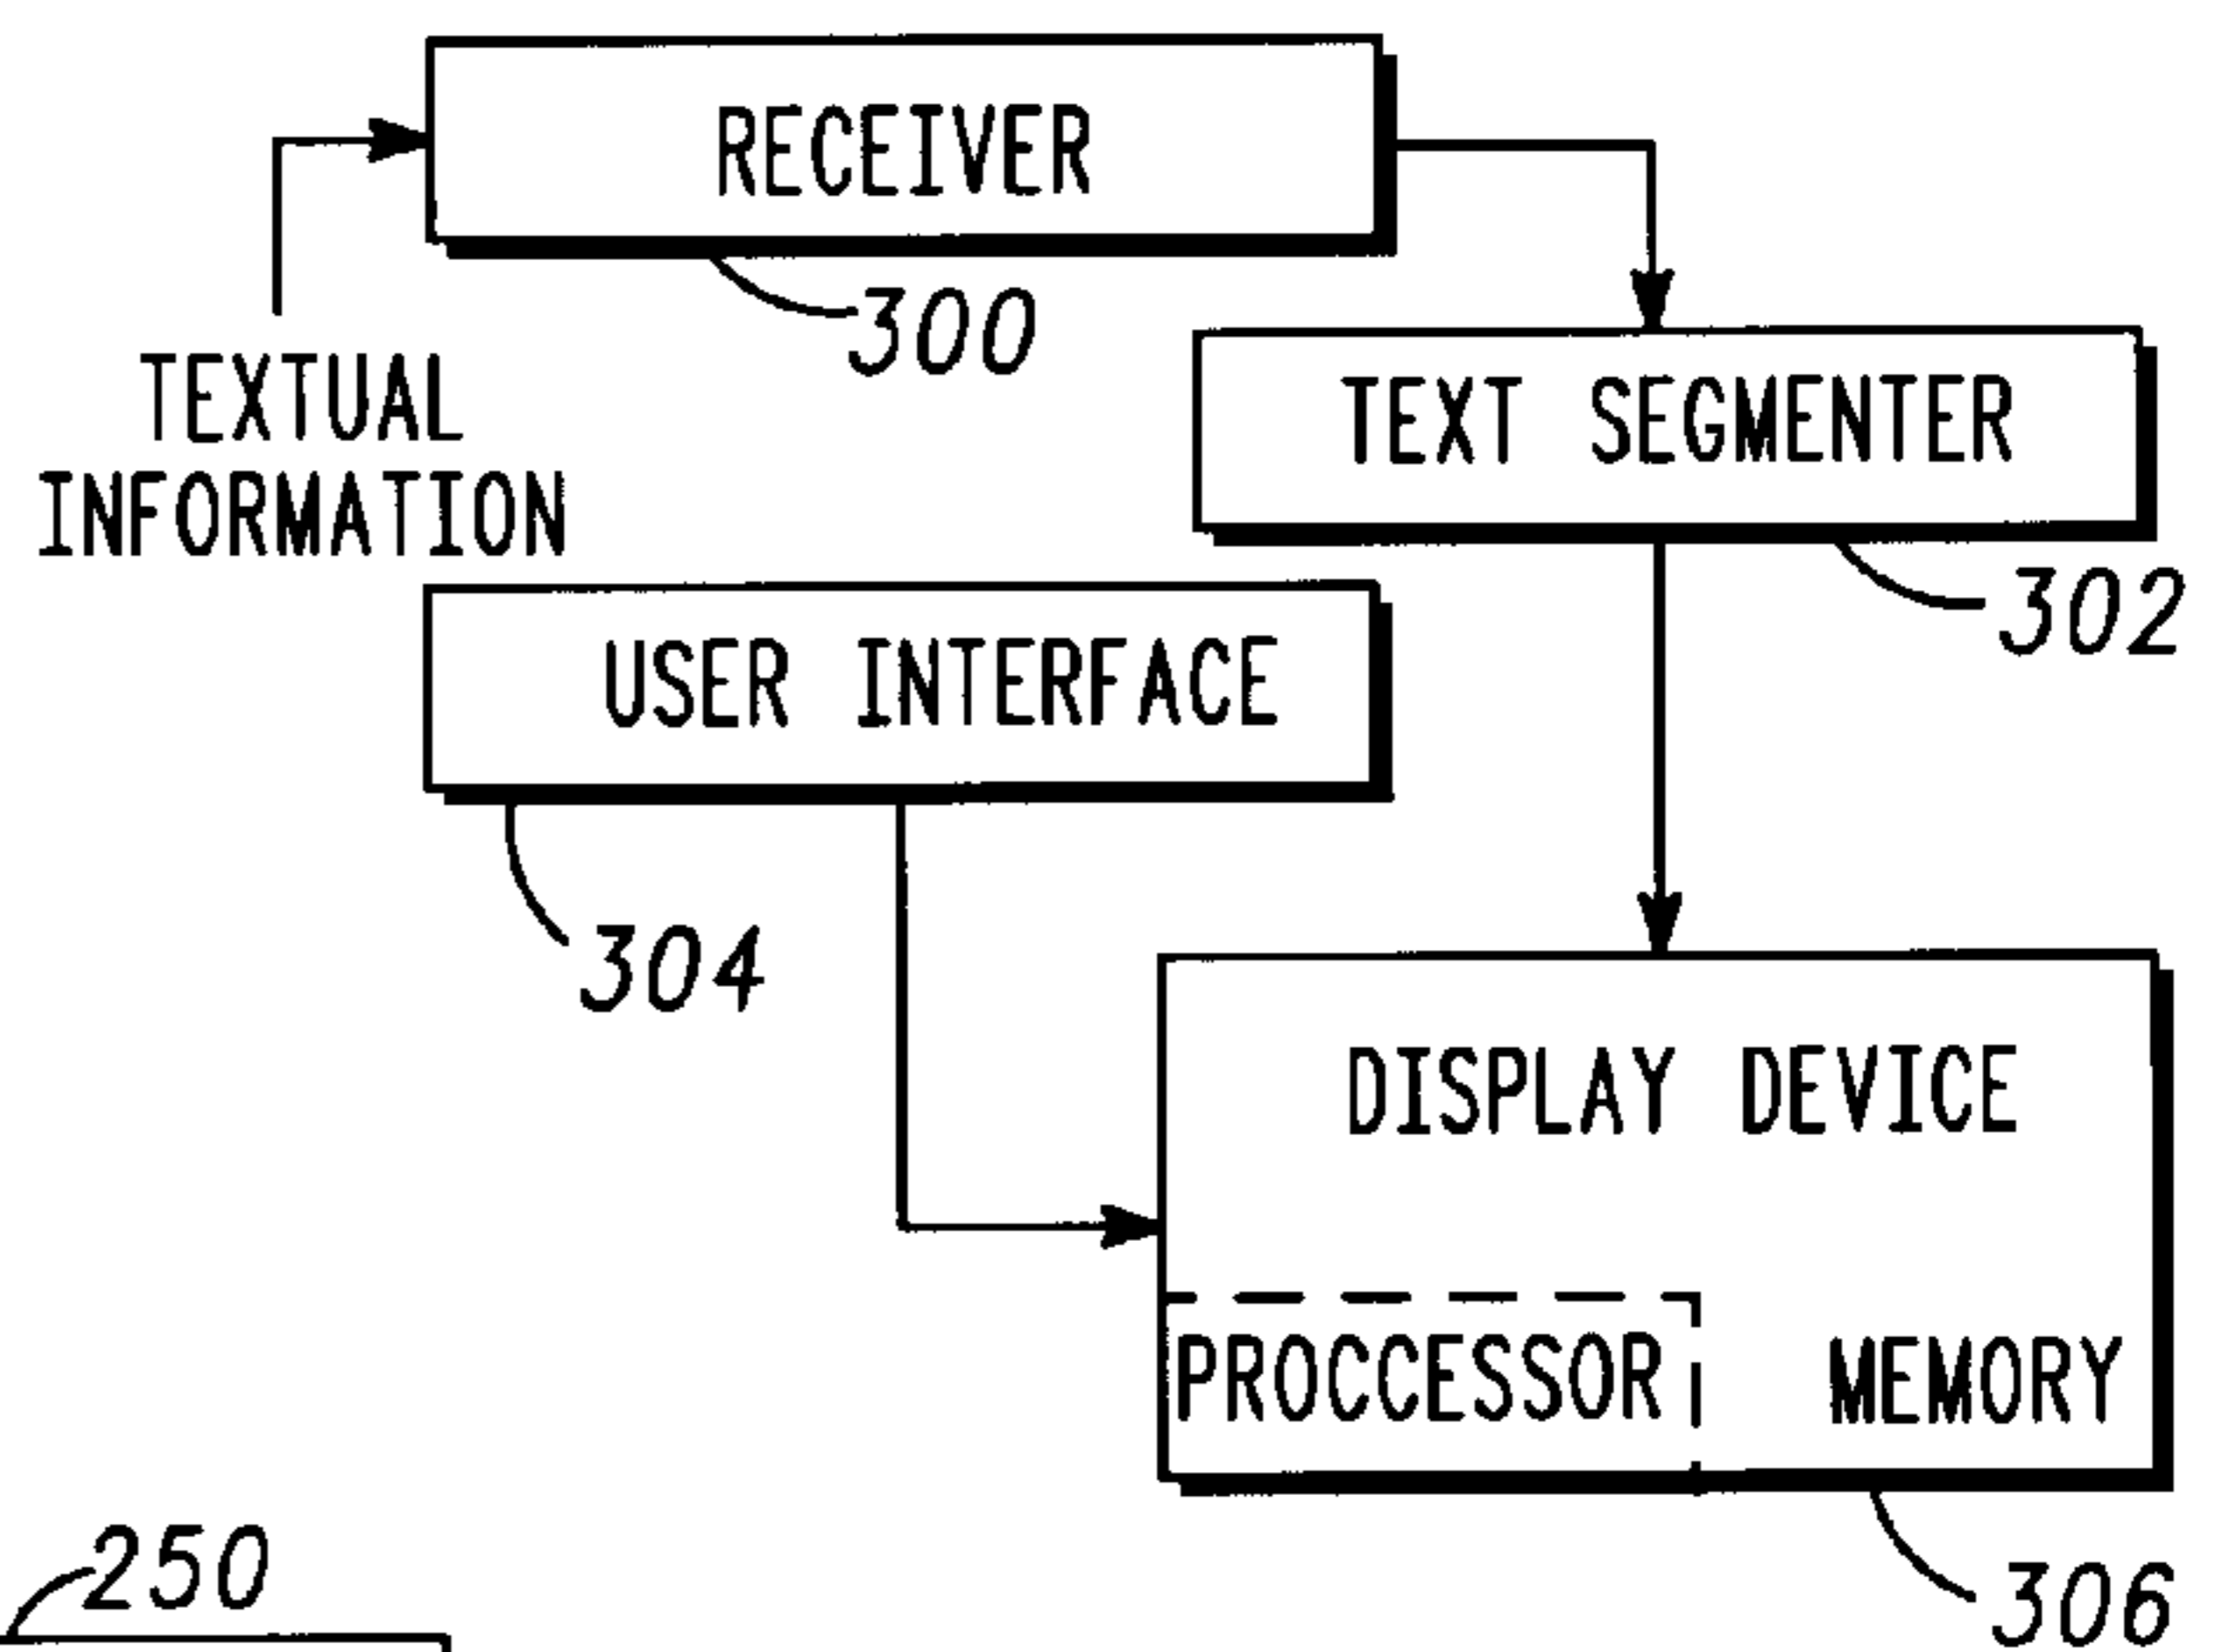 RECEIVER
300
TEXTUAL
INFORMATION
TEXT SEGMENTER
302
USER INTERFACE
304
DISPLAY DEVICE
PROCCESSOR
MEMORY
306
250